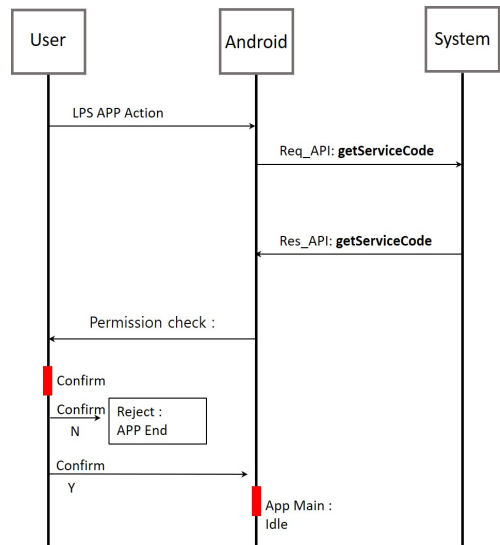 User
Android
System
LPS APP Action
Req_API: getServiceCode
Res_API: getServiceCode
Permission check :
Confirm
Confirm
N
Reject :
APP End
Confirm
Y
App Main :
Idle